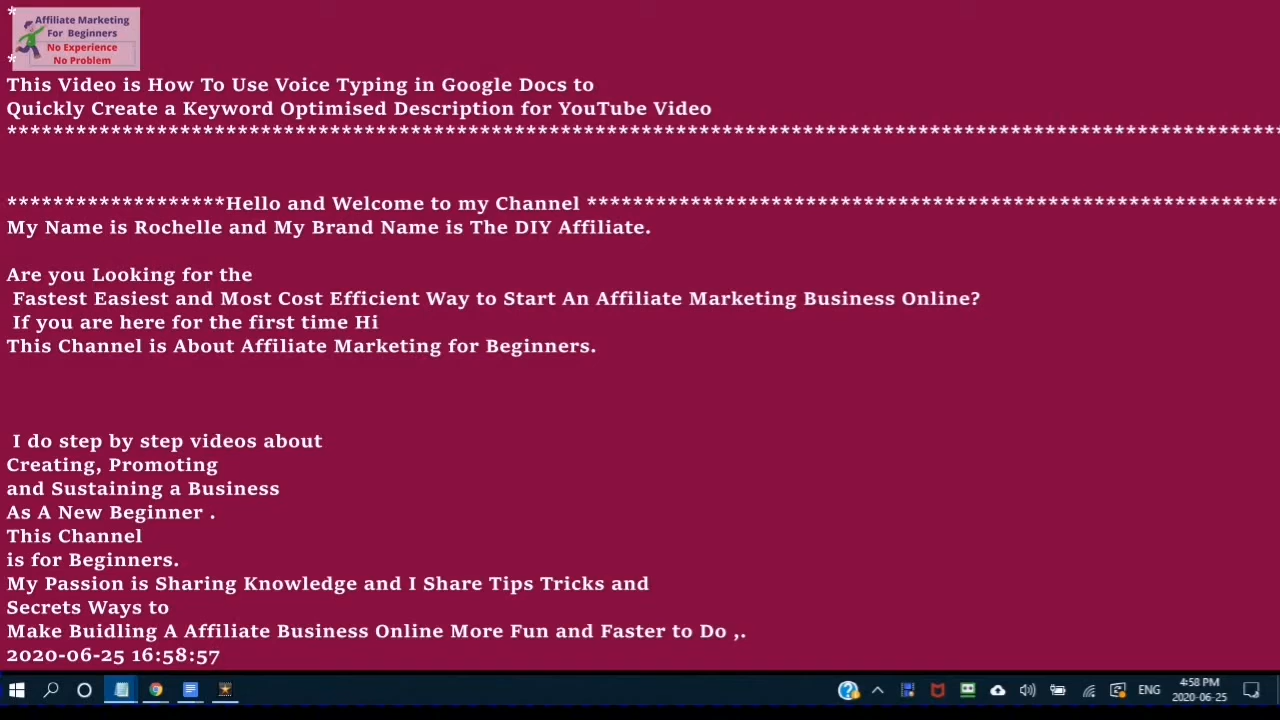 *
Affiliate Marketing
For Beginners
No Experience
No Problem
*
This Video is How To Use Voice Typing in Google Docs to
Quickly Create a Keyword Optimised Description for YouTube Video
***************************************************************************************************************
*******************Hello and Welcome to my Channel ************************************************************
My Name is Rochelle and My Brand Name is The DIY Affiliate.
Are you Looking for the
Fastest Easiest and Most Cost Efficient Way to Start An Affiliate Marketing Business Online?
If you are here for the first time Hi
This Channel is About Affiliate Marketing for Beginners.
I do step by step videos about
Creating, Promoting
and Sustaining a Business
As A New Beginner .
This Channel
is for Beginners.
My Passion is Sharing Knowledge and I Share Tips Tricks and
Secrets Ways to
Make Buidling A Affiliate Business Online More Fun and Faster to Do ,.
2020-06-25 16:58:57
ENG
4:58 PM
2020-06-25